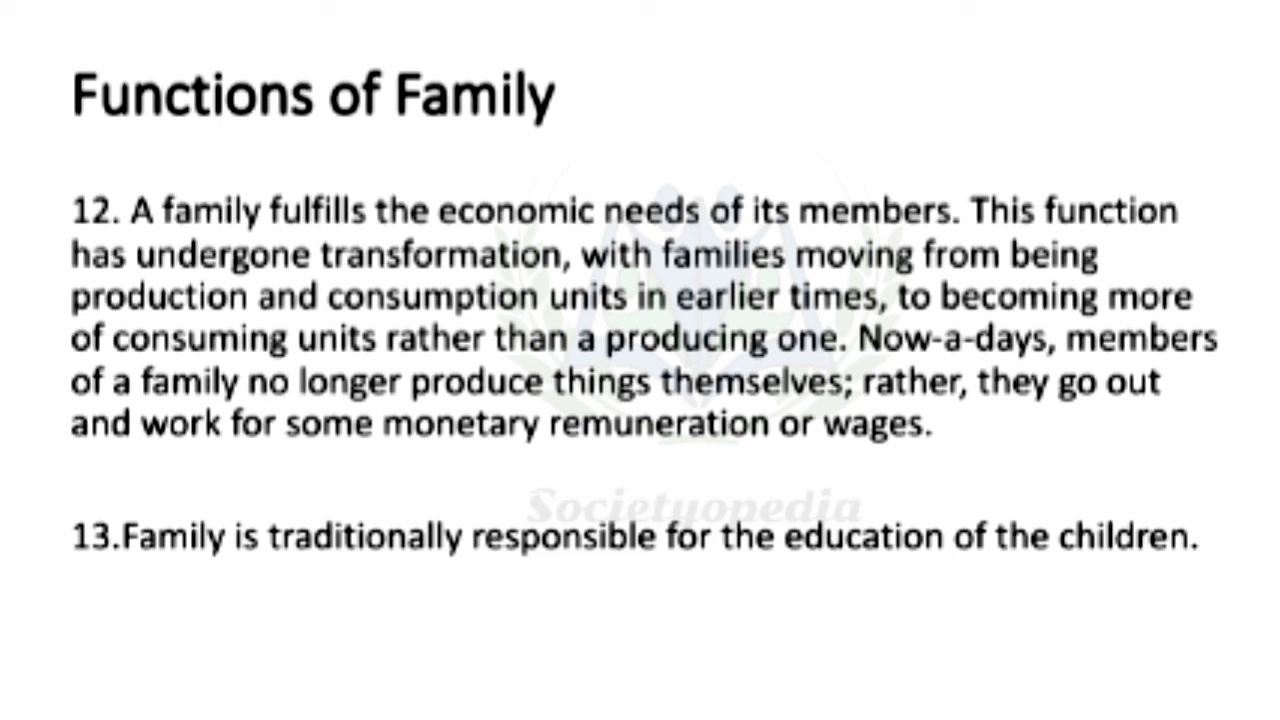 Functions of Family
12. A family fulfills the economic needs of its members. This function
has undergone transformation, with families moving from being
production and consumption units in earlier times, to becoming more
of consuming units rather than a producing one. Now-a-days, members
of a family no longer produce things themselves; rather, they go out
and work for some monetary remuneration or wages.
Societyopedia
13.Family is traditionally responsible for the education of the children.